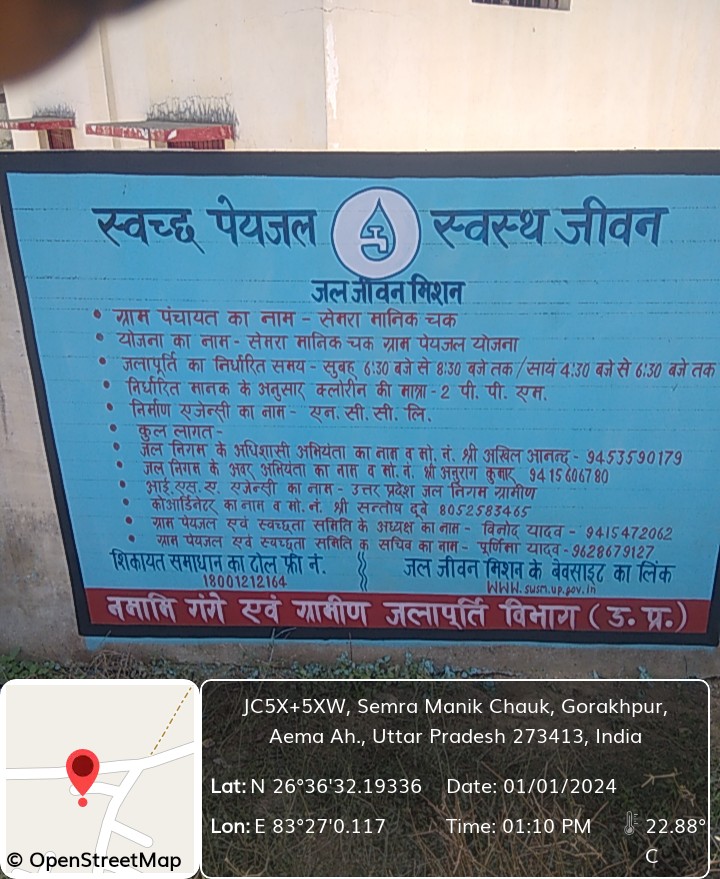 स्वच्छ पेयजल स्वस्थ जीवन
जल जीवन मिशन
• ग्राम पंचायत का नाम - सेमरा मानिक चक
• योजना का नाम - सेमरा मानिक चक ग्राम पेयजल योजना
• जलापूर्ति का निर्धारित समय - सुबह 6:30 बजे से 8:30 बजे तक / सायं 4:30 बजे से 6:30 बजे तक
• निर्धारित मानक के अनुसार क्लोरीन की मात्रा - 2 पी. पी. एम.
• निर्माण एजेन्सी का नाम - एन. सी. सी. लि.
• कुल लागत -
• जल निगम के अधिशासी अभियंता का नाम व मो. नं. श्री अखिल आनन्द - 9453590179
• जल निगम के अवर अभियंता का नाम व मो. नं. श्री अनुराग कुमार 9415606780
• आई. एस. ए. एजेन्सी का नाम - उत्तर प्रदेश जल निगम ग्रामीण
• कोआर्डिनेटर का नाम व मो. नं. श्री सन्तोष दूबे 8052583465
• ग्राम पेयजल एवं स्वच्छता समिति के अध्यक्ष का नाम - विनोद यादव - 9415472062
• ग्राम पेयजल एवं स्वच्छता समिति के सचिव का नाम - पूर्णिमा यादव - 9628679127
शिकायत समाधान का टोल फ्री नं.
18001212164
जल जीवन मिशन के बेवसाइट का लिंक
WWW.swsm.up.gov.in
नमामि गंगे एवं ग्रामीण जलापूर्ति विभाग (उ. प्र.)
JC5X+5XW, Semra Manik Chauk, Gorakhpur,
Aema Ah., Uttar Pradesh 273413, India
Lat: N 26°36'32.19336 Date: 01/01/2024
Lon: E 83°27'0.117 Time: 01:10 PM 22.88°
C
© OpenStreetMap